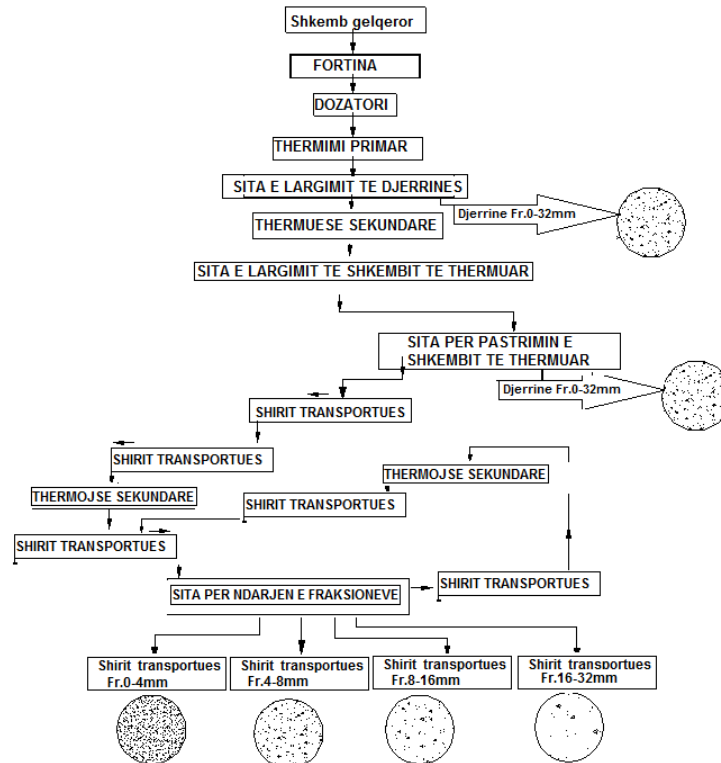 Shkemb gelqeror
FORTINA
DOZATORI
THERMIMI PRIMAR
SITA E LARGIMIT TE DJERRINES
Djerrine Fr.0-32mm
THERMUESE SEKUNDARE
SITA E LARGIMIT TE SHKEMBIT TE THERMUAR
SITA PER PASTRIMIN E
SHKEMBIT TE THERMUAR
Djerrine Fr.0-32mm
SHIRIT TRANSPORTUES
SHIRIT TRANSPORTUES
THERMOJSE SEKUNDARE
THERMOJSE SEKUNDARE
SHIRIT TRANSPORTUES
SHIRIT TRANSPORTUES
SHIRIT TRANSPORTUES
SITA PER NDARJEN E FRAKSIONEVE
Shirit transportues
Fr.0-4mm
Shirit transportues
Fr.4-8mm
Shirit transportues
Fr.8-16mm
Shirit transportues
Fr.16-32mm